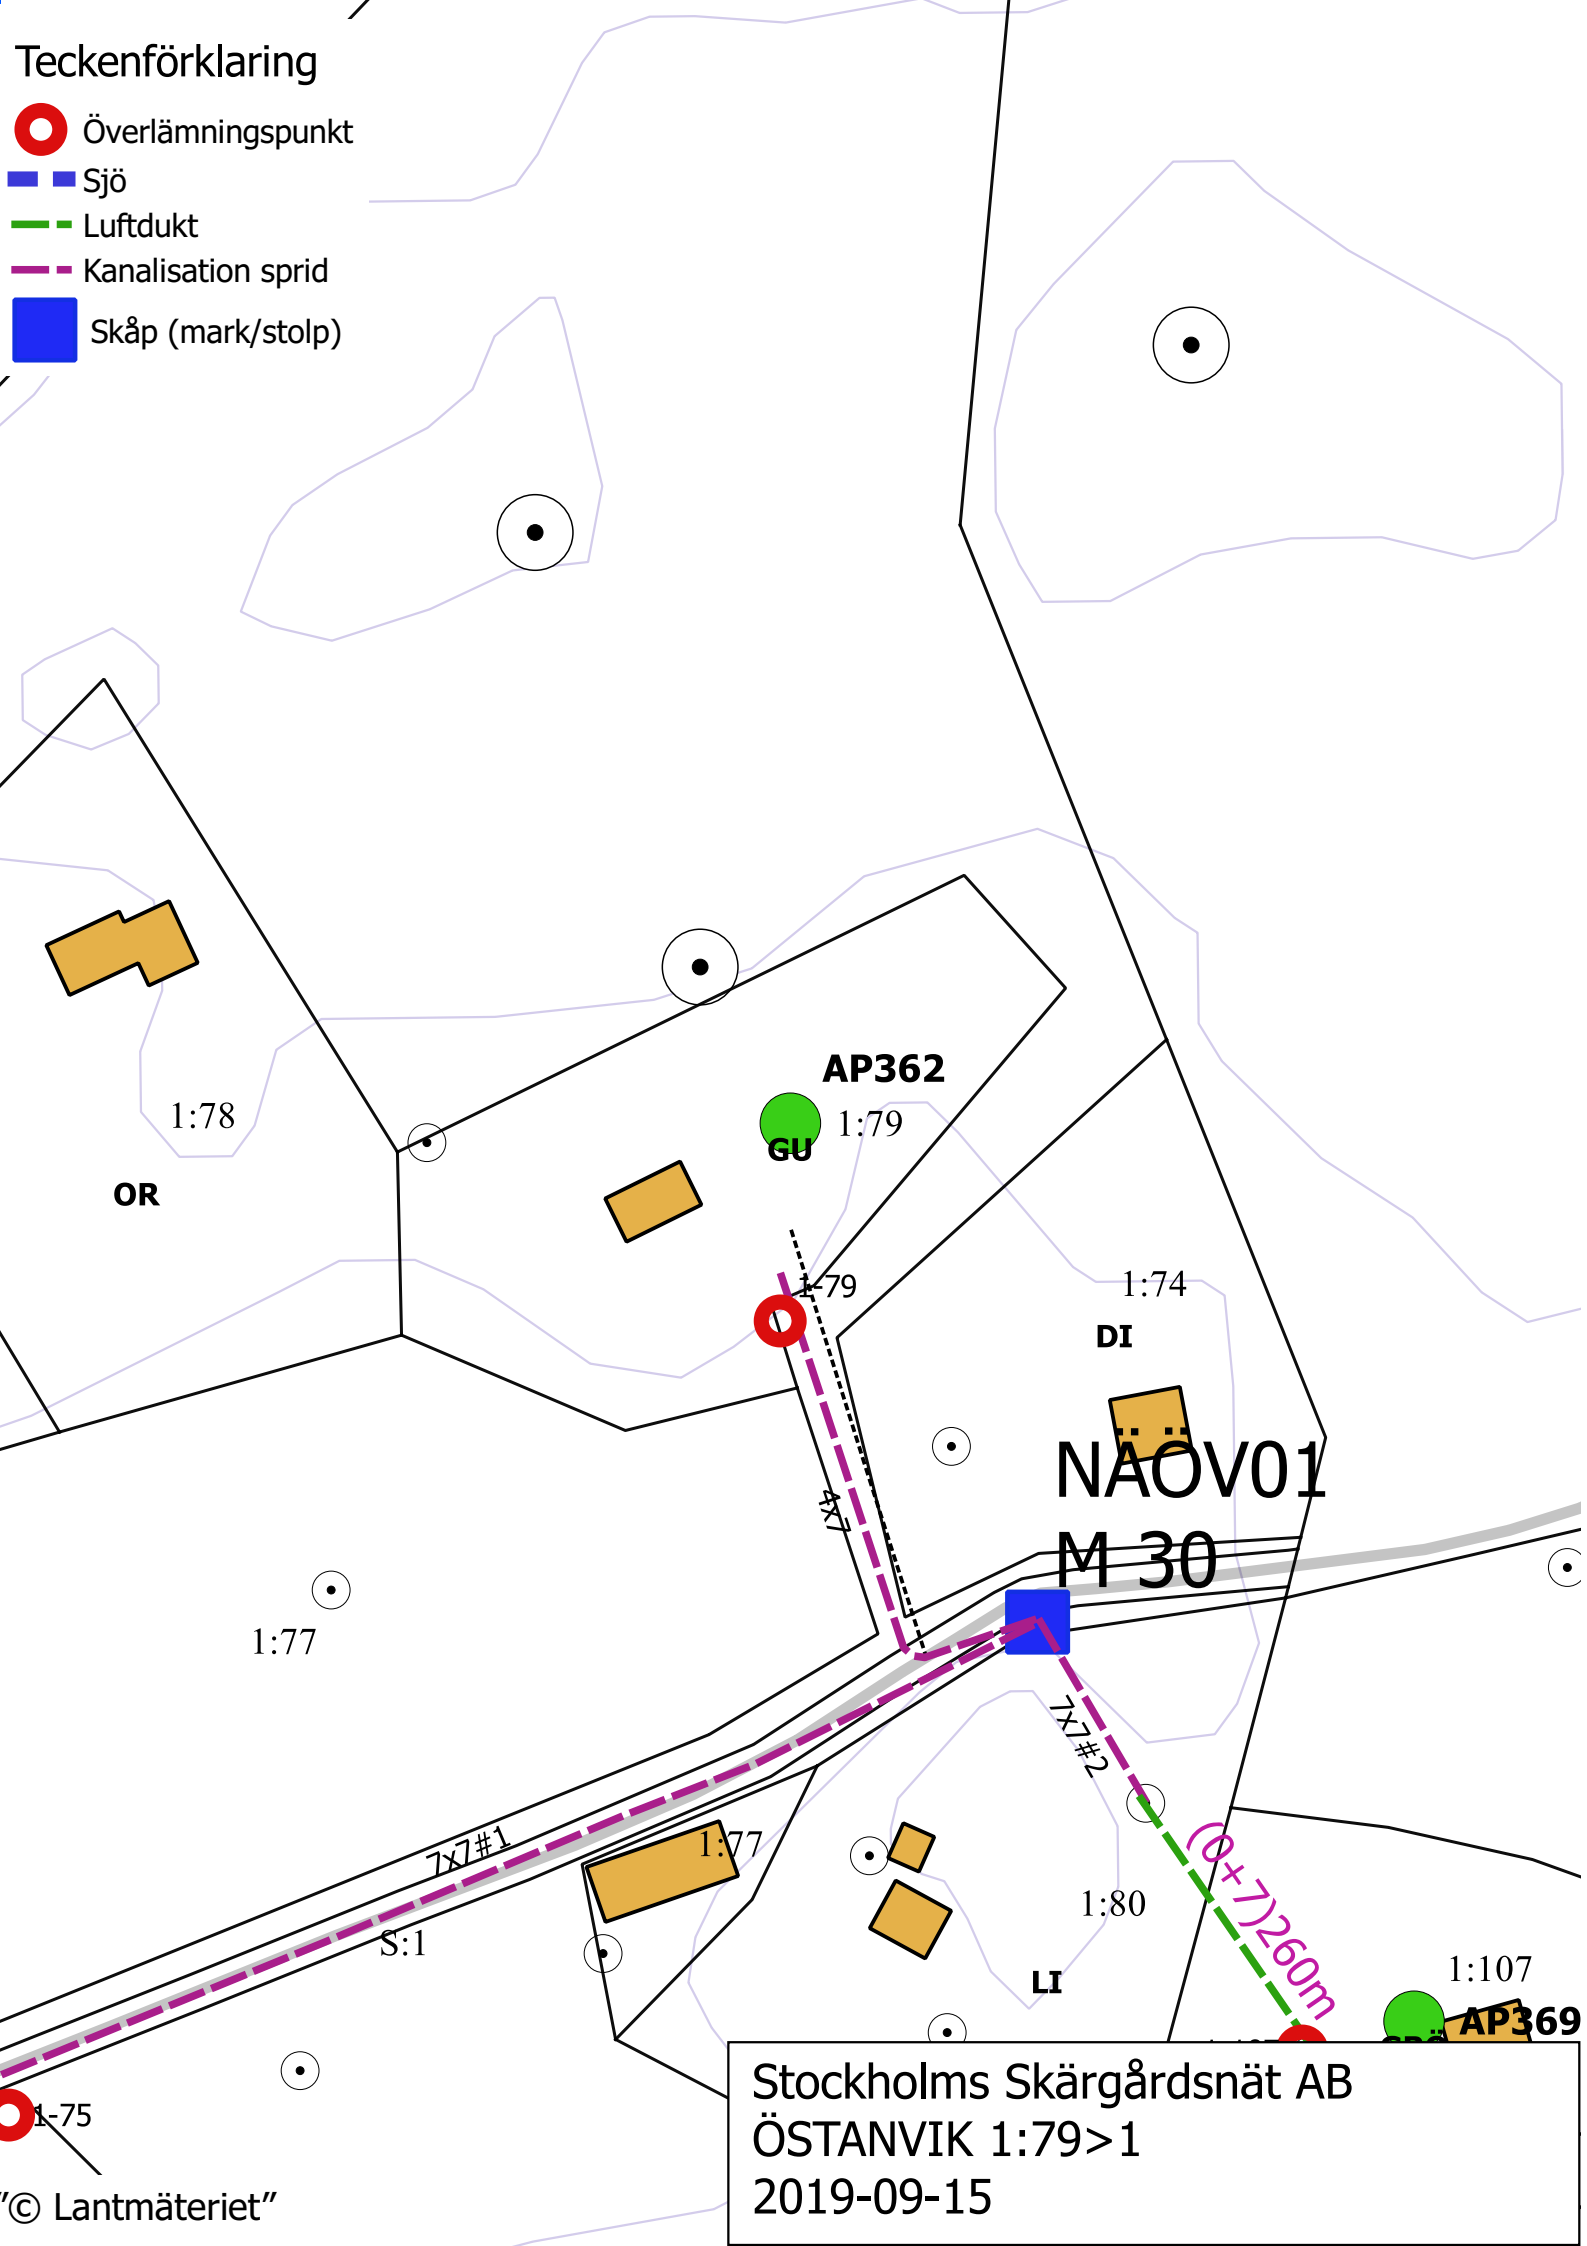 Teckenförklaring
Överlämningspunkt
Sjö
Luftdukt
Kanalisation sprid
Skåp (mark/stolp)
AP362
1:79
GU
1:78
OR
1-79
1:74
DI
NÄÖV01
M 30
4x7
1:77
7x7#2
7x7#1
1:77
(0+7)260m
1:80
S:1
LI
1:107
AP369
1-75
Stockholms Skärgårdsnät AB
ÖSTANVIK 1:79>1
2019-09-15
"© Lantmäteriet"